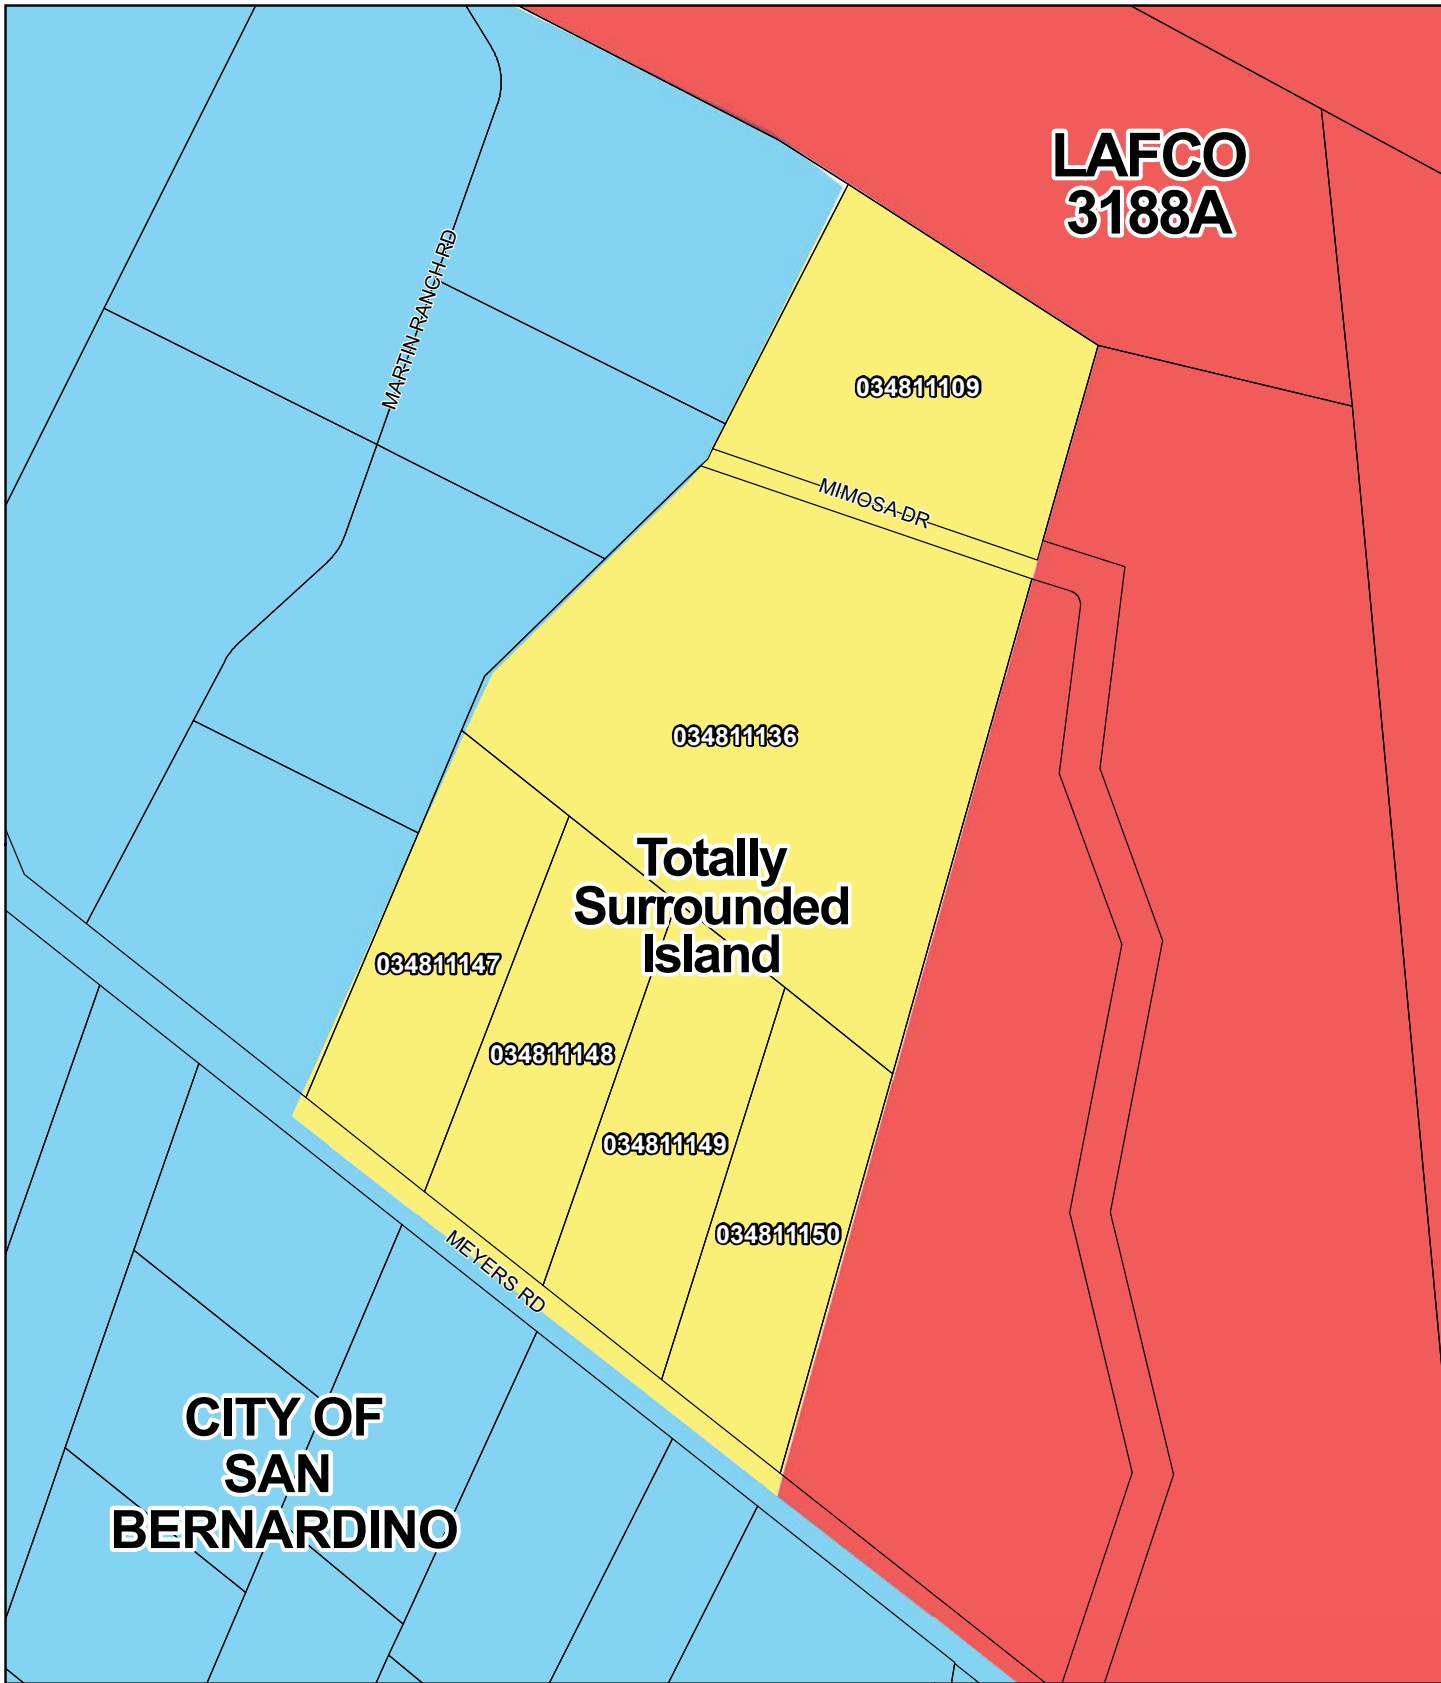 LAFCO
3188A
MARTIN RANCH RD
034811109
MIMOSA DR
034811136
Totally
Surrounded
Island
034811147
034811148
034811149
034811150
MEYERS RD
CITY OF
SAN
BERNARDINO